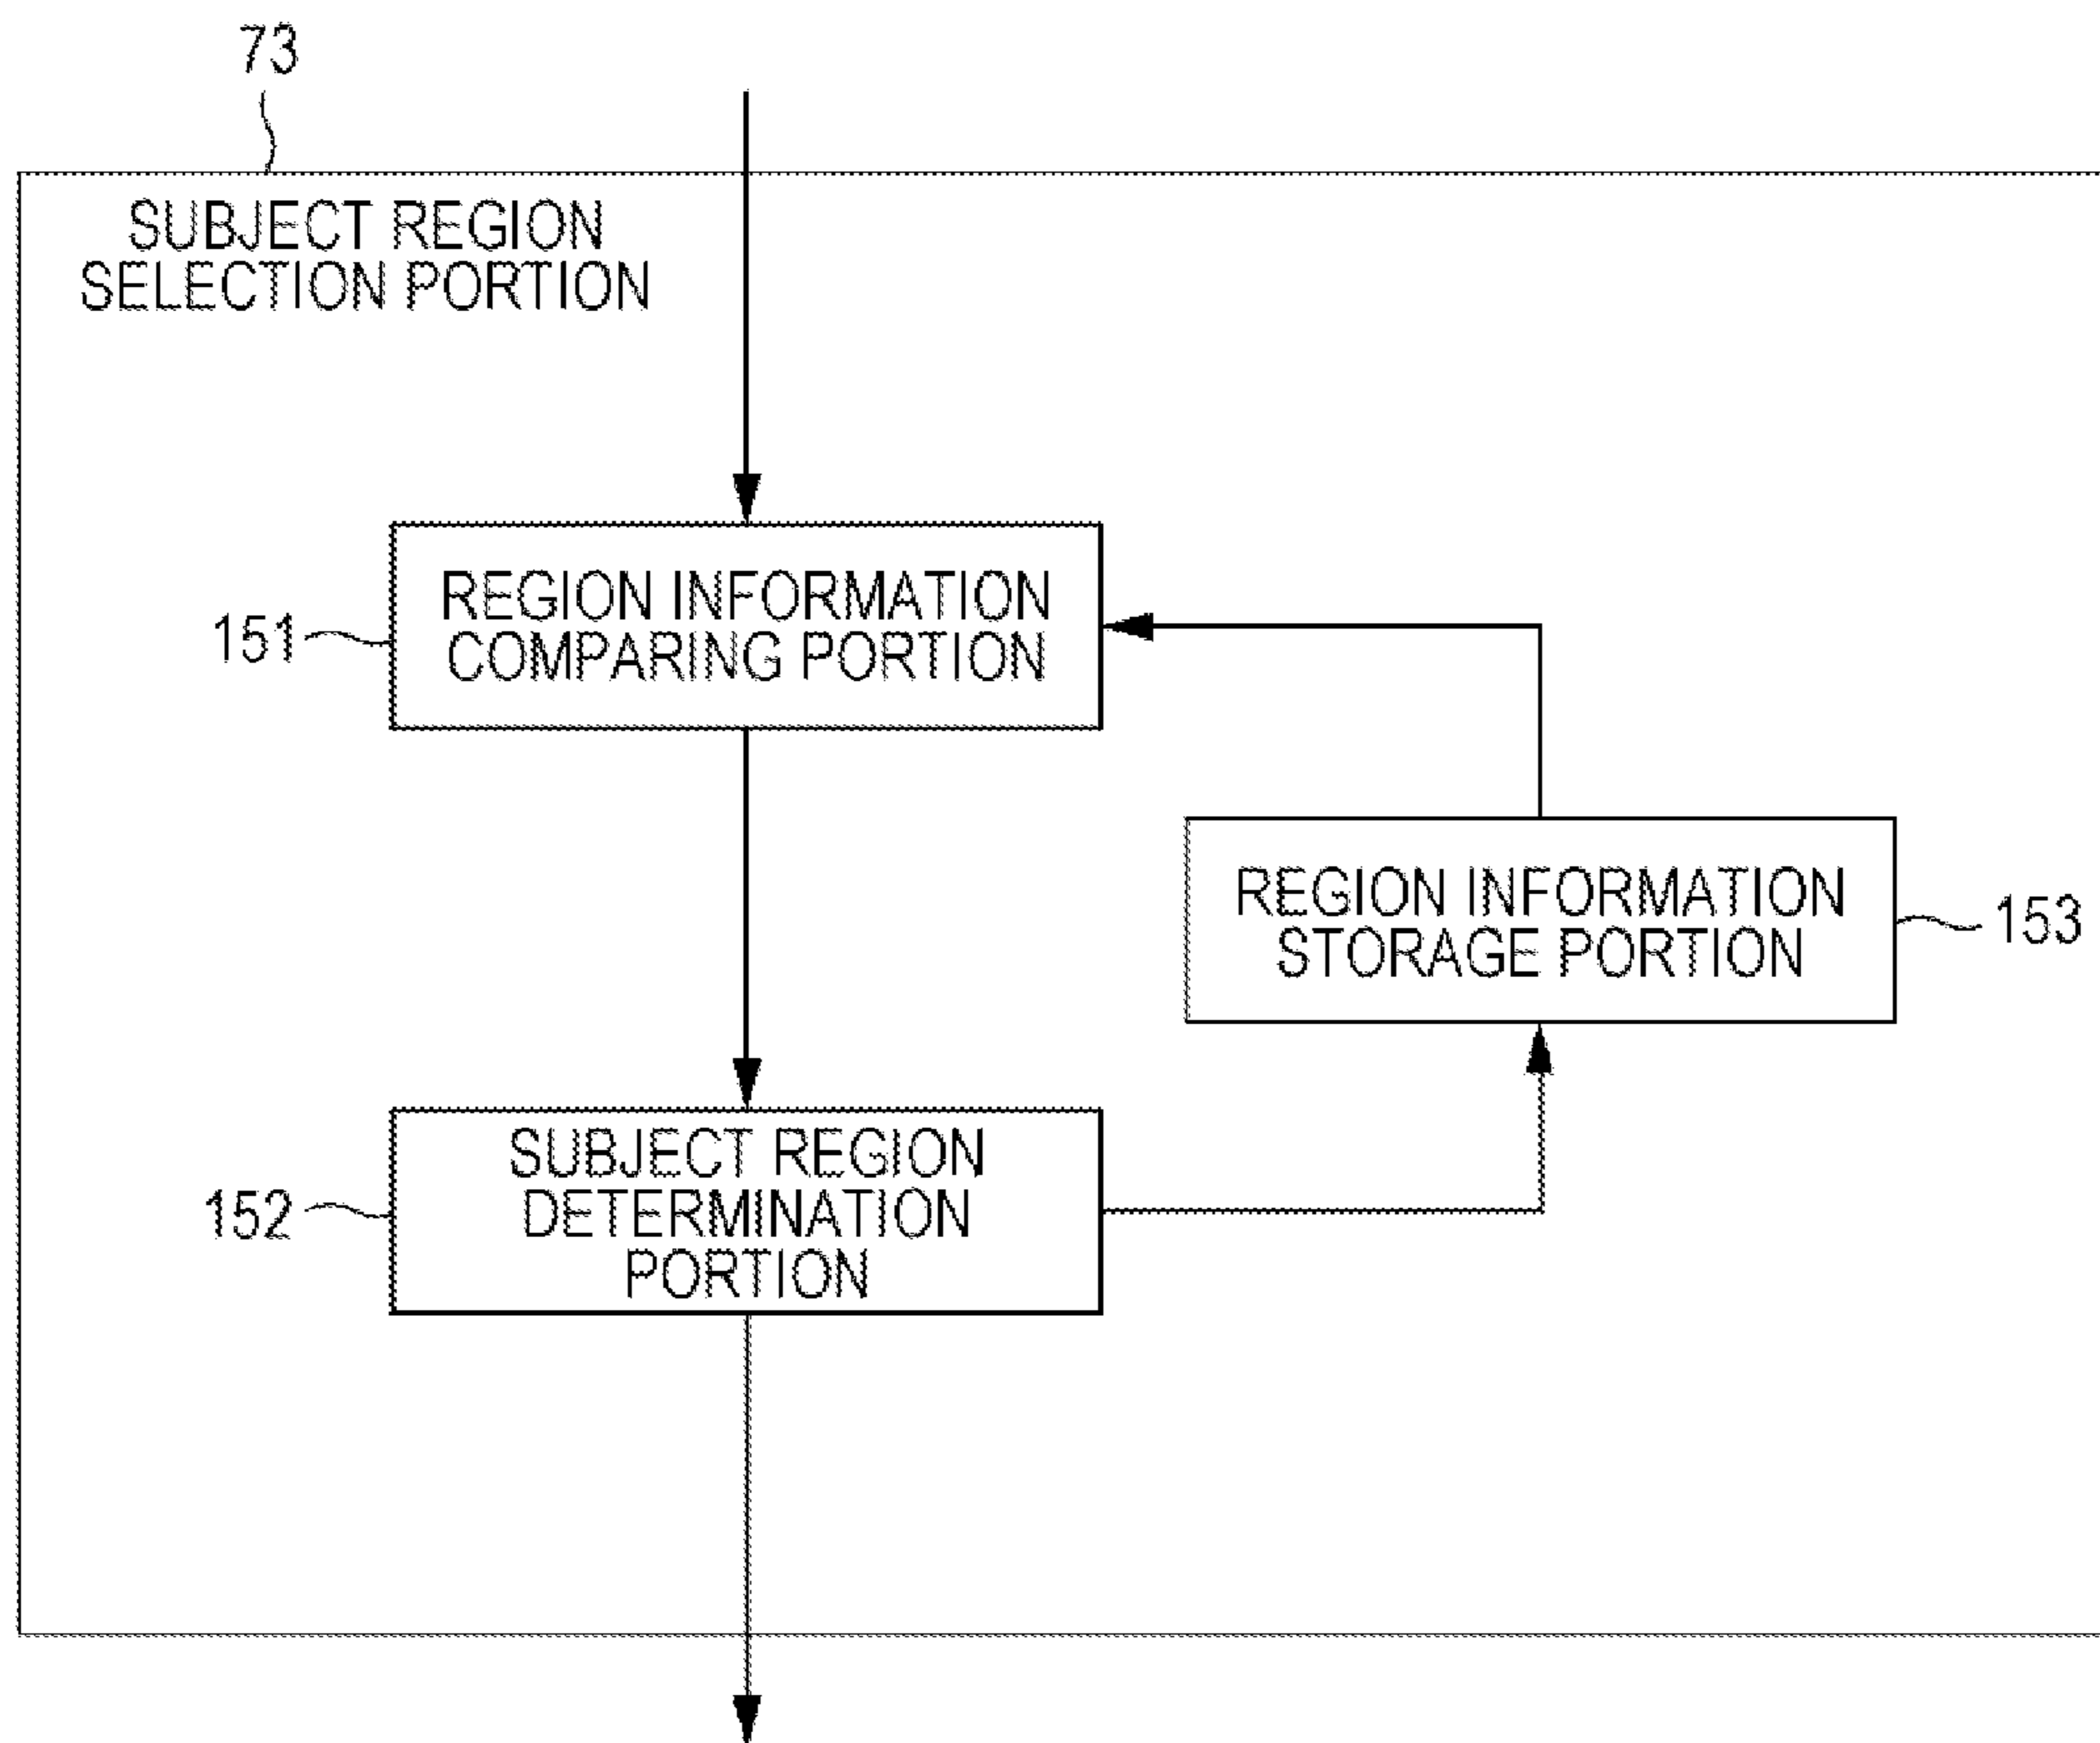 73
SUBJECT REGION
SELECTION PORTION
REGION INFORMATION
COMPARING PORTION
151
REGION INFORMATION
STORAGE PORTION
153
SUBJECT REGION
DETERMINATION
PORTION
152